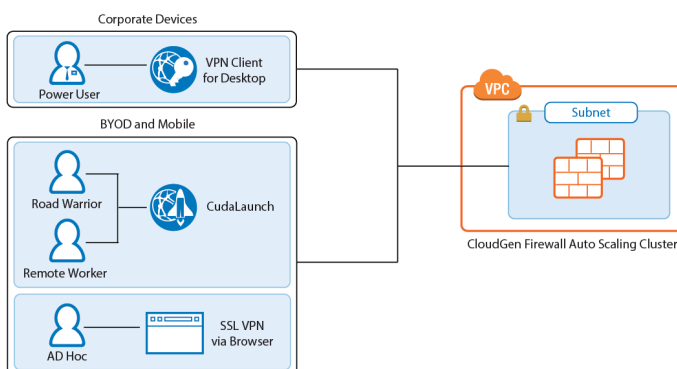 Corporate Devices
Power User
VPN Client
for Desktop
BYOD and Mobile
Road Warrior
CudaLaunch
Remote Worker
AD Hoc
SSL VPN
via Browser
VPC
Subnet
CloudGen Firewall Auto Scaling Cluster